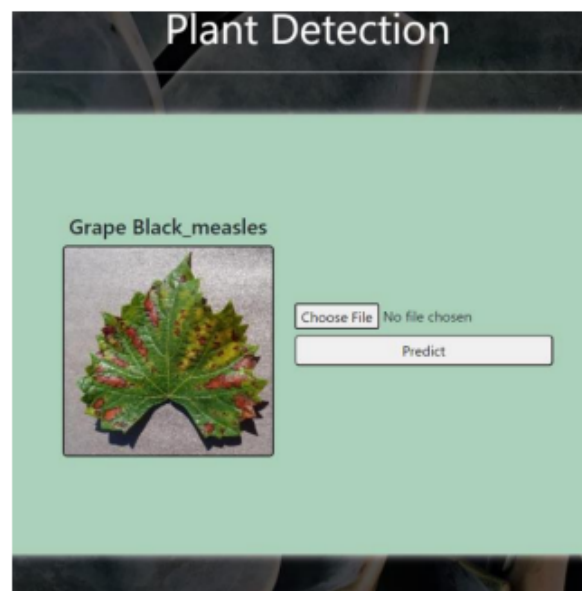 Plant Detection
Grape Black_measles
Choose File No file chosen
Predict